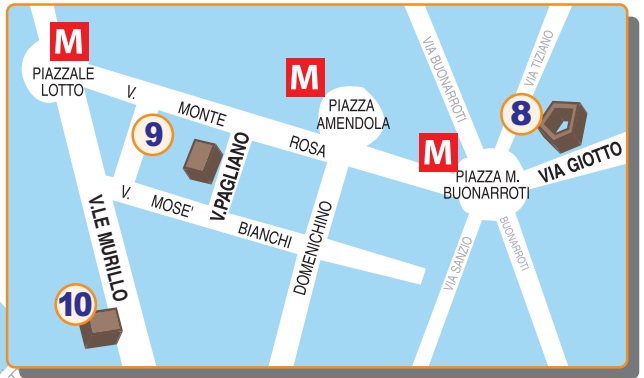 M
PIAZZALE
LOTTO
V. MONTE ROSA
M
PIAZZA
AMENDOLA
M
PIAZZA M.
BUONARROTI
VIA BUONARROTI
VIA TIZIANO
8
VIA GIOTTO
9
V.PAGLIANO
V. MOSE' BIANCHI
V.LE MURILLO
DOMENICHINO
VIA SANZIO
BUONARROTI
10